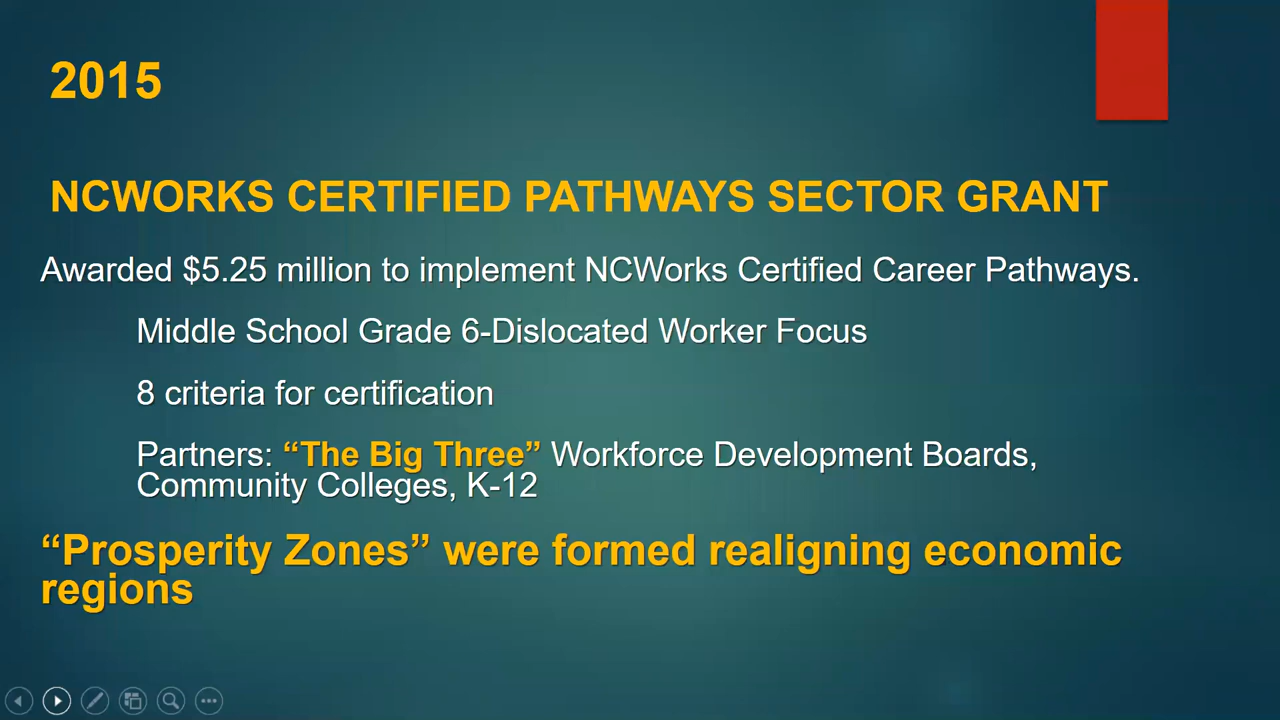 2015
NCWORKS CERTIFIED PATHWAYS SECTOR GRANT
Awarded $5.25 million to implement NCWorks Certified Career Pathways.
Middle School Grade 6-Dislocated Worker Focus
8 criteria for certification
Partners: “The Big Three” Workforce Development Boards,
Community Colleges, K-12
“Prosperity Zones” were formed realigning economic
regions